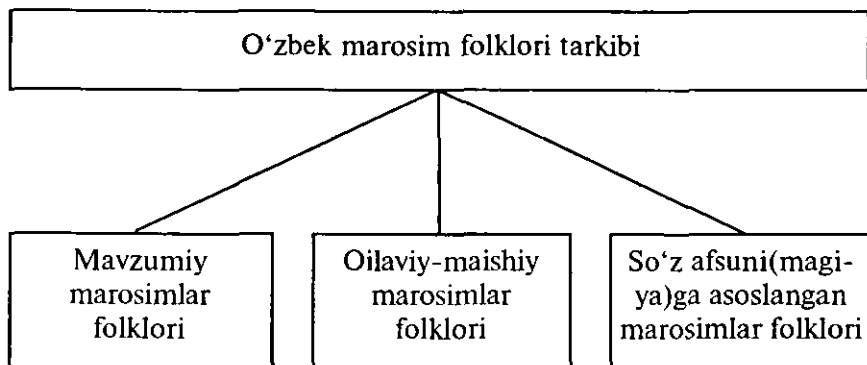 O‘zbek marosim folklori tarkibi
Mavzumiy
marosimlar
folklori
Oilaviy-maishiy
marosimlar
folklori
So‘z afsuni(magi-
ya)ga asoslangan
marosimlar folklori